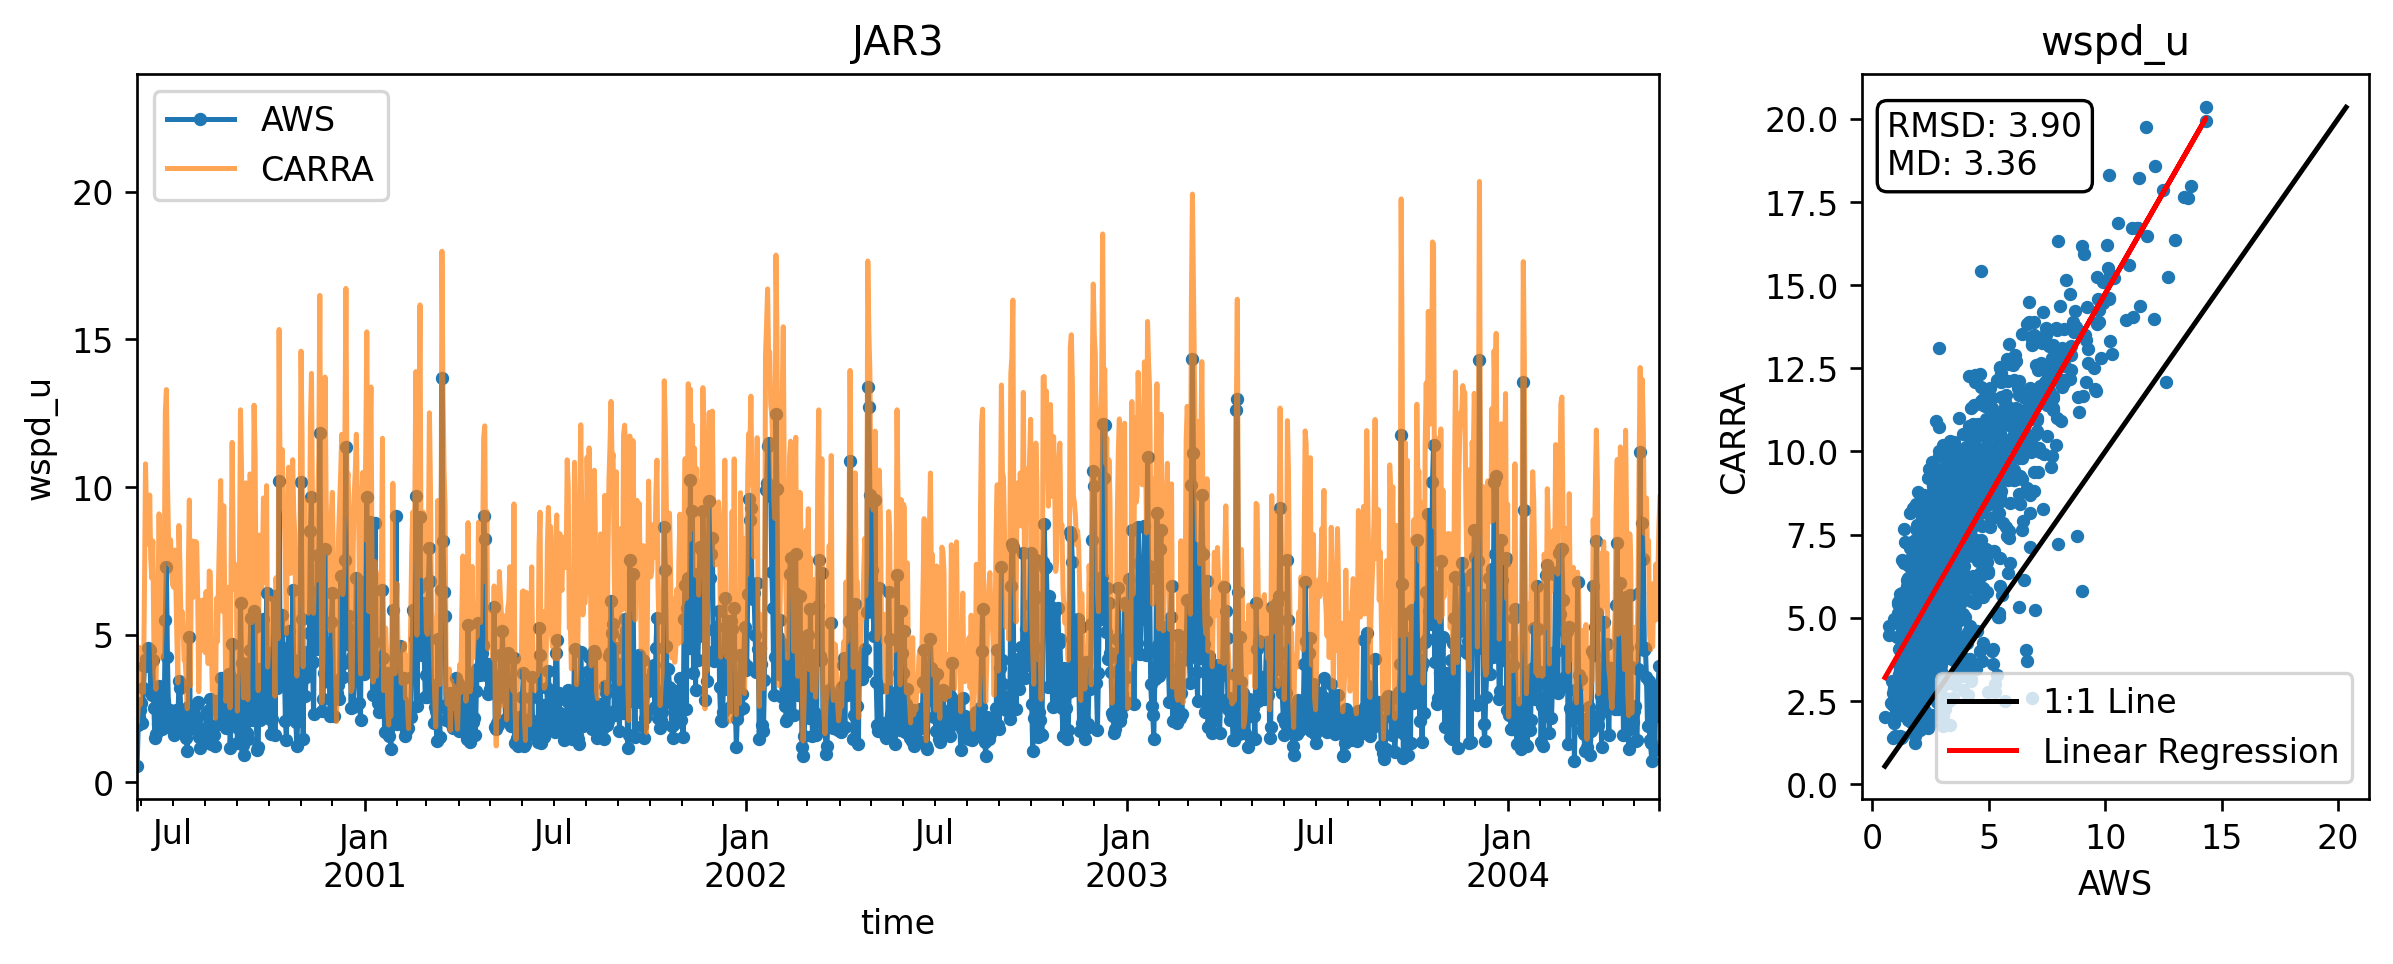 JAR3
AWS
CARRA
wspd_u
20
15
10
5
0
Jul
Jan
2001
Jul
Jan
2002
Jul
Jan
2003
Jul
Jan
2004
time
wspd_u
RMSD: 3.90
MD: 3.36
CARRA
20.0
17.5
15.0
12.5
10.0
7.5
5.0
2.5
0.0
1:1 Line
Linear Regression
0 5 10 15 20
AWS